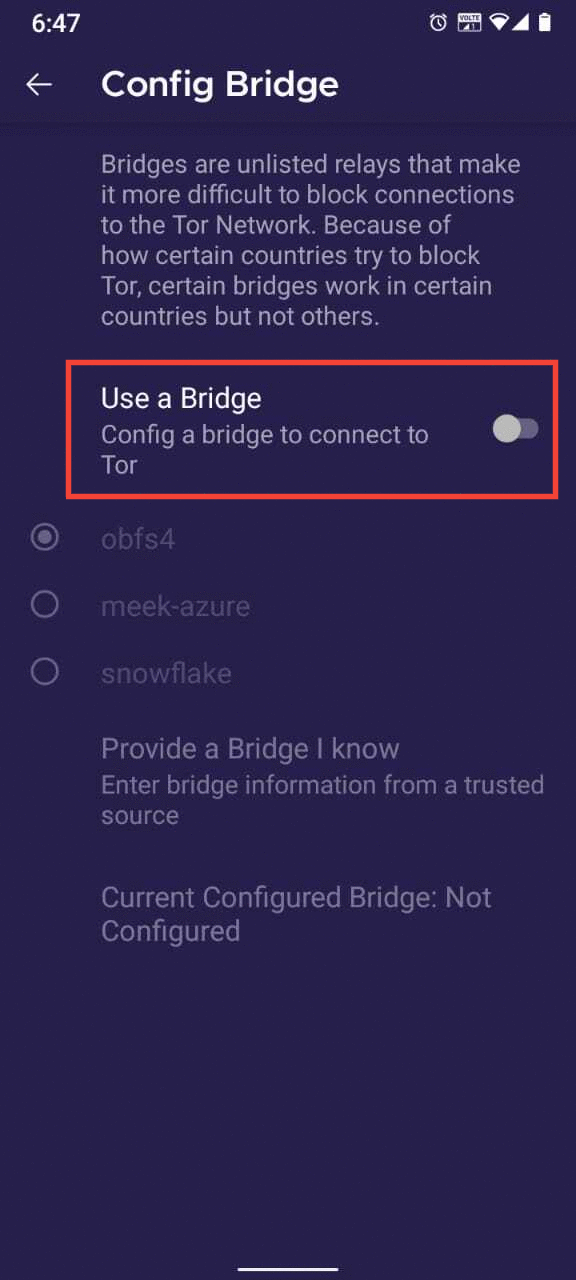 6:47
VOLTE
1
Config Bridge
Bridges are unlisted relays that make
it more difficult to block connections
to the Tor Network. Because of
how certain countries try to block
Tor, certain bridges work in certain
countries but not others.
Use a Bridge
Config a bridge to connect to
Tor
obfs4
meek-azure
snowflake
Provide a Bridge I know
Enter bridge information from a trusted
source
Current Configured Bridge: Not
Configured